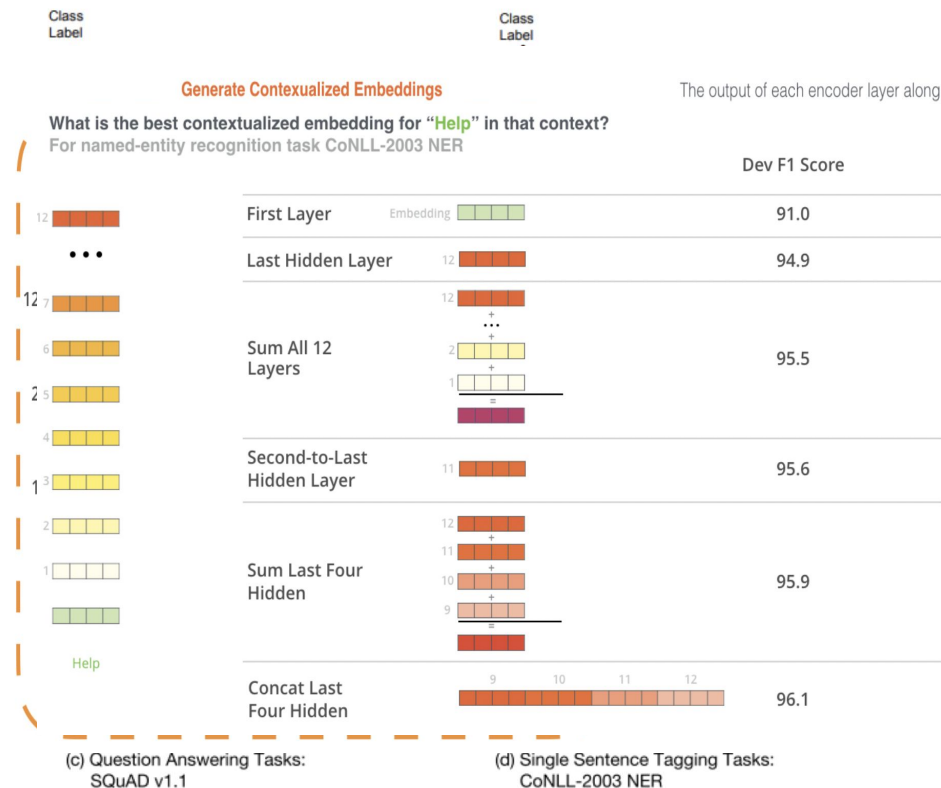 Class
Label
Class
Label
Generate Contexualized Embeddings
The output of each encoder layer along
What is the best contextualized embedding for “Help” in that context?
For named-entity recognition task CoNLL-2003 NER
Dev F1 Score
12
First Layer
Embedding
91.0
Last Hidden Layer
12
94.9
12
7
6
2
5
4
1
3
2
1
Help
Sum All 12
Layers
12
+
...
+
2
+
1
=
95.5
Second-to-Last
Hidden Layer
11
95.6
Sum Last Four
Hidden
12
+
11
+
10
+
9
=
95.9
9 10 11 12
Concat Last
Four Hidden
96.1
(c) Question Answering Tasks:
SQuAD v1.1
(d) Single Sentence Tagging Tasks:
CoNLL-2003 NER